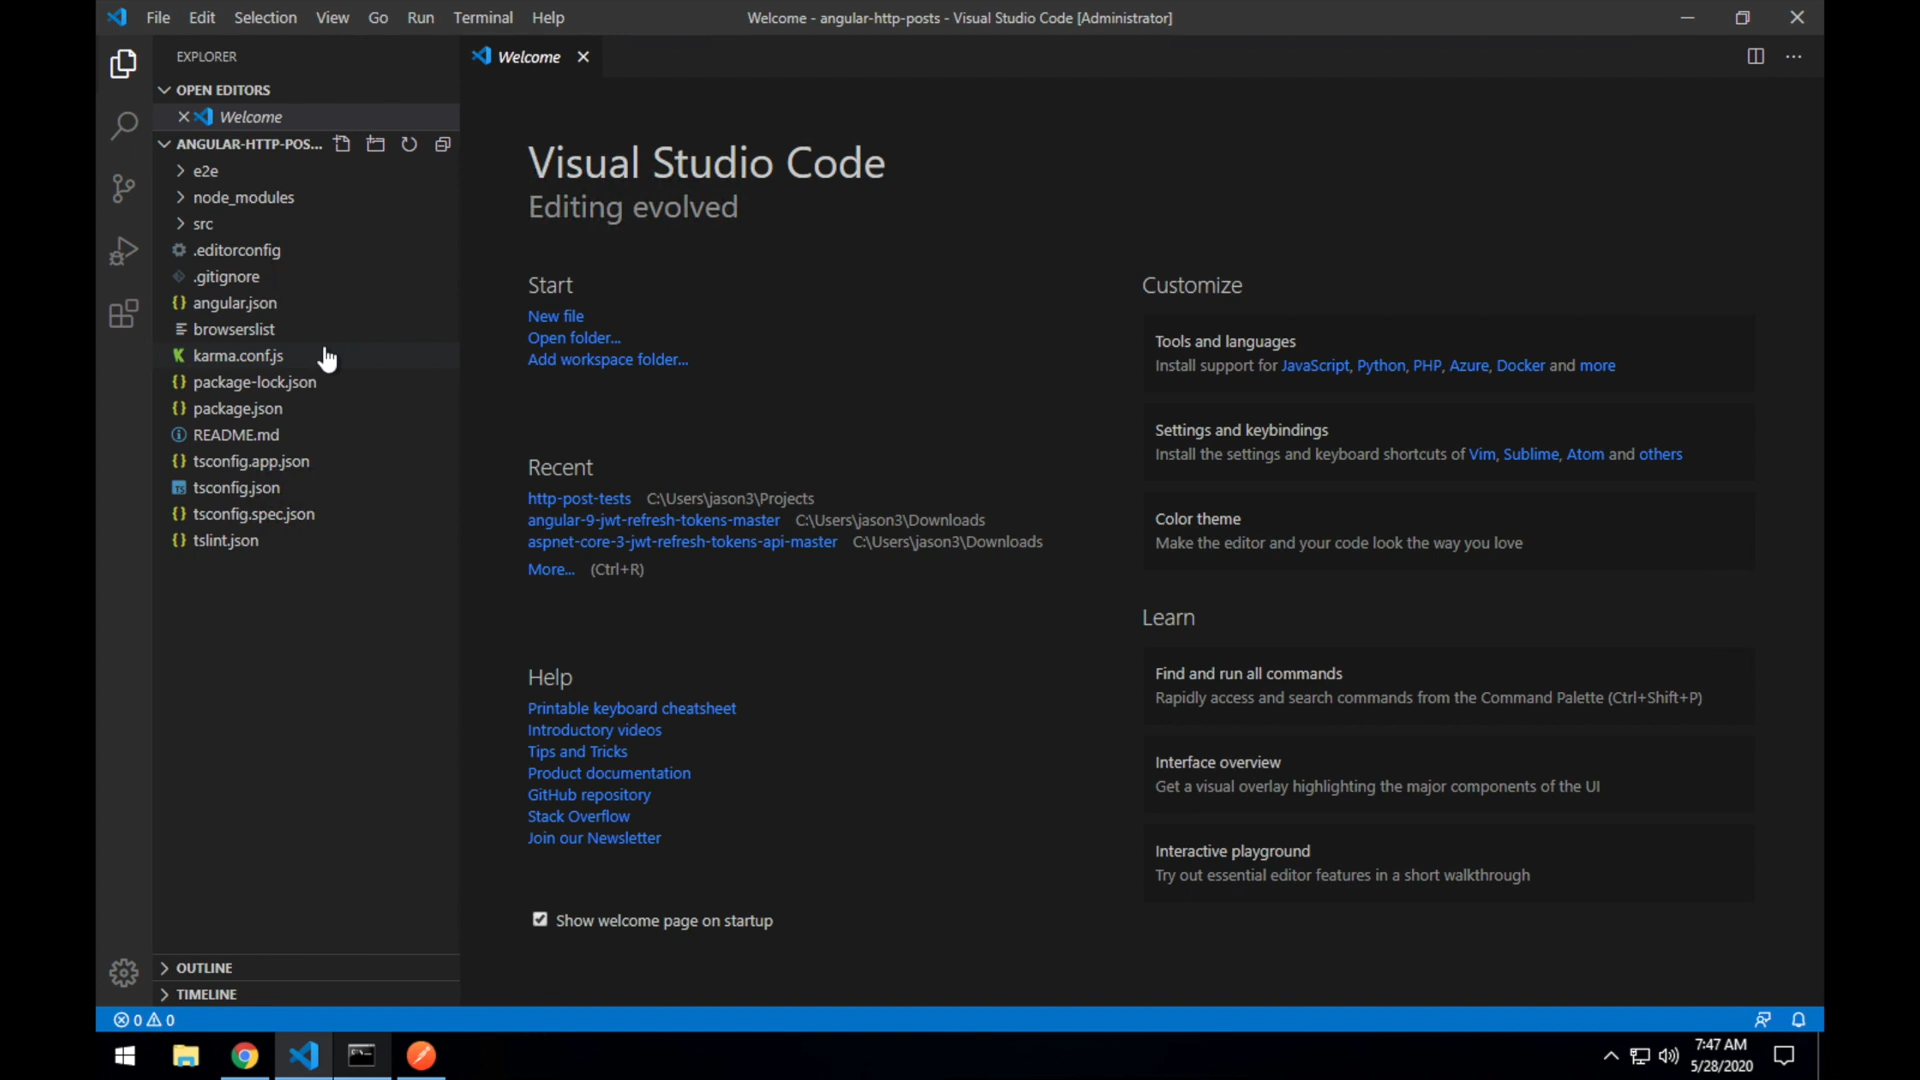 File Edit Selection View Go Run Terminal Help
Welcome - angular-http-posts - Visual Studio Code [Administrator]
EXPLORER
OPEN EDITORS
Welcome
ANGULAR-HTTP-POS...
e2e
node_modules
src
.editorconfig
.gitignore
angular.json
browserslist
karma.conf.js
package-lock.json
package.json
README.md
tsconfig.app.json
tsconfig.json
tsconfig.spec.json
tslint.json
OUTLINE
TIMELINE
Welcome
Visual Studio Code
Editing evolved
Start
New file
Open folder...
Add workspace folder...
Recent
http-post-tests C:\Users\jason3\Projects
angular-9-jwt-refresh-tokens-master C:\Users\jason3\Downloads
aspnet-core-3-jwt-refresh-tokens-api-master C:\Users\jason3\Downloads
More... (Ctrl+R)
Help
Printable keyboard cheatsheet
Introductory videos
Tips and Tricks
Product documentation
GitHub repository
Stack Overflow
Join our Newsletter
Show welcome page on startup
Customize
Tools and languages
Install support for JavaScript, Python, PHP, Azure, Docker and more
Settings and keybindings
Install the settings and keyboard shortcuts of Vim, Sublime, Atom and others
Color theme
Make the editor and your code look the way you love
Learn
Find and run all commands
Rapidly access and search commands from the Command Palette (Ctrl+Shift+P)
Interface overview
Get a visual overlay highlighting the major components of the UI
Interactive playground
Try out essential editor features in a short walkthrough
0 0
7:47 AM
5/28/2020